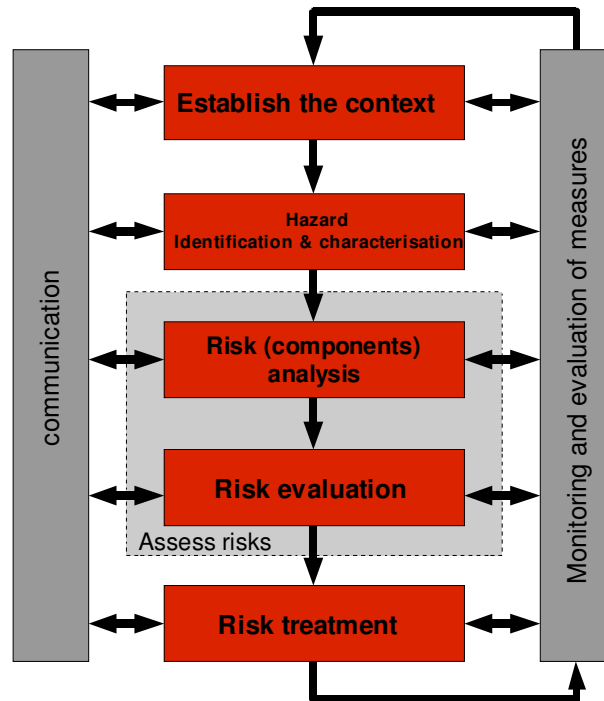 Establish the context
Hazard
Identification & characterisation
Risk (components)
analysis
Risk evaluation
Assess risks
Risk treatment
communication
Monitoring and evaluation of measures